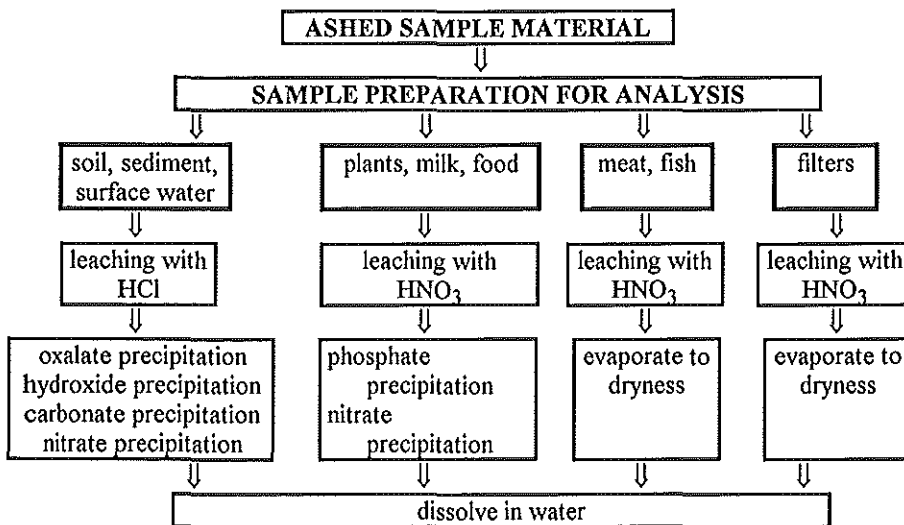 ASHED SAMPLE MATERIAL
SAMPLE PREPARATION FOR ANALYSIS
soil, sediment,
surface water
plants, milk, food
meat, fish
filters
leaching with
HCl
leaching with
HNO₃
leaching with
HNO₃
leaching with
HNO₃
oxalate precipitation
hydroxide precipitation
carbonate precipitation
nitrate precipitation
phosphate
precipitation
nitrate
precipitation
evaporate to
dryness
evaporate to
dryness
dissolve in water